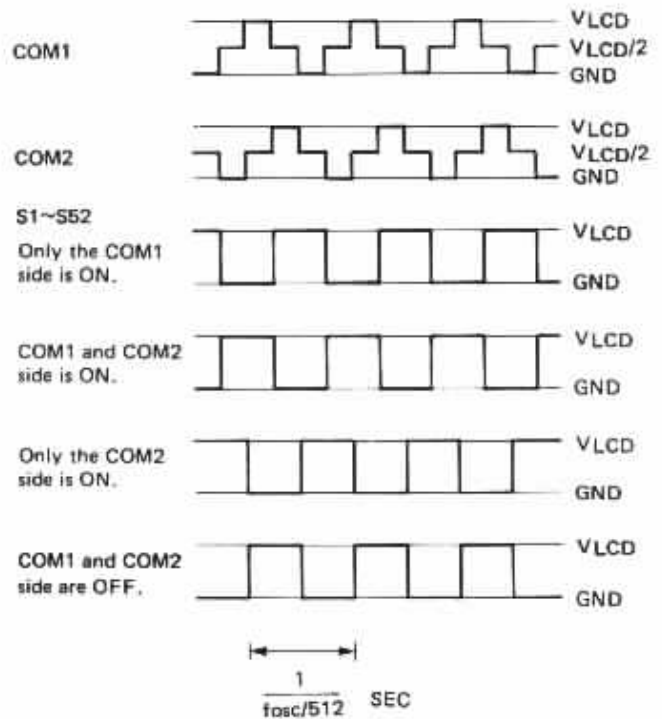 COM1
VLCD
VLCD/2
GND
COM2
VLCD
VLCD/2
GND
S1~S52
Only the COM1
side is ON.
VLCD
GND
COM1 and COM2
side is ON.
VLCD
GND
Only the COM2
side is ON.
VLCD
GND
COM1 and COM2
side are OFF.
VLCD
GND
1
fosc/512 SEC